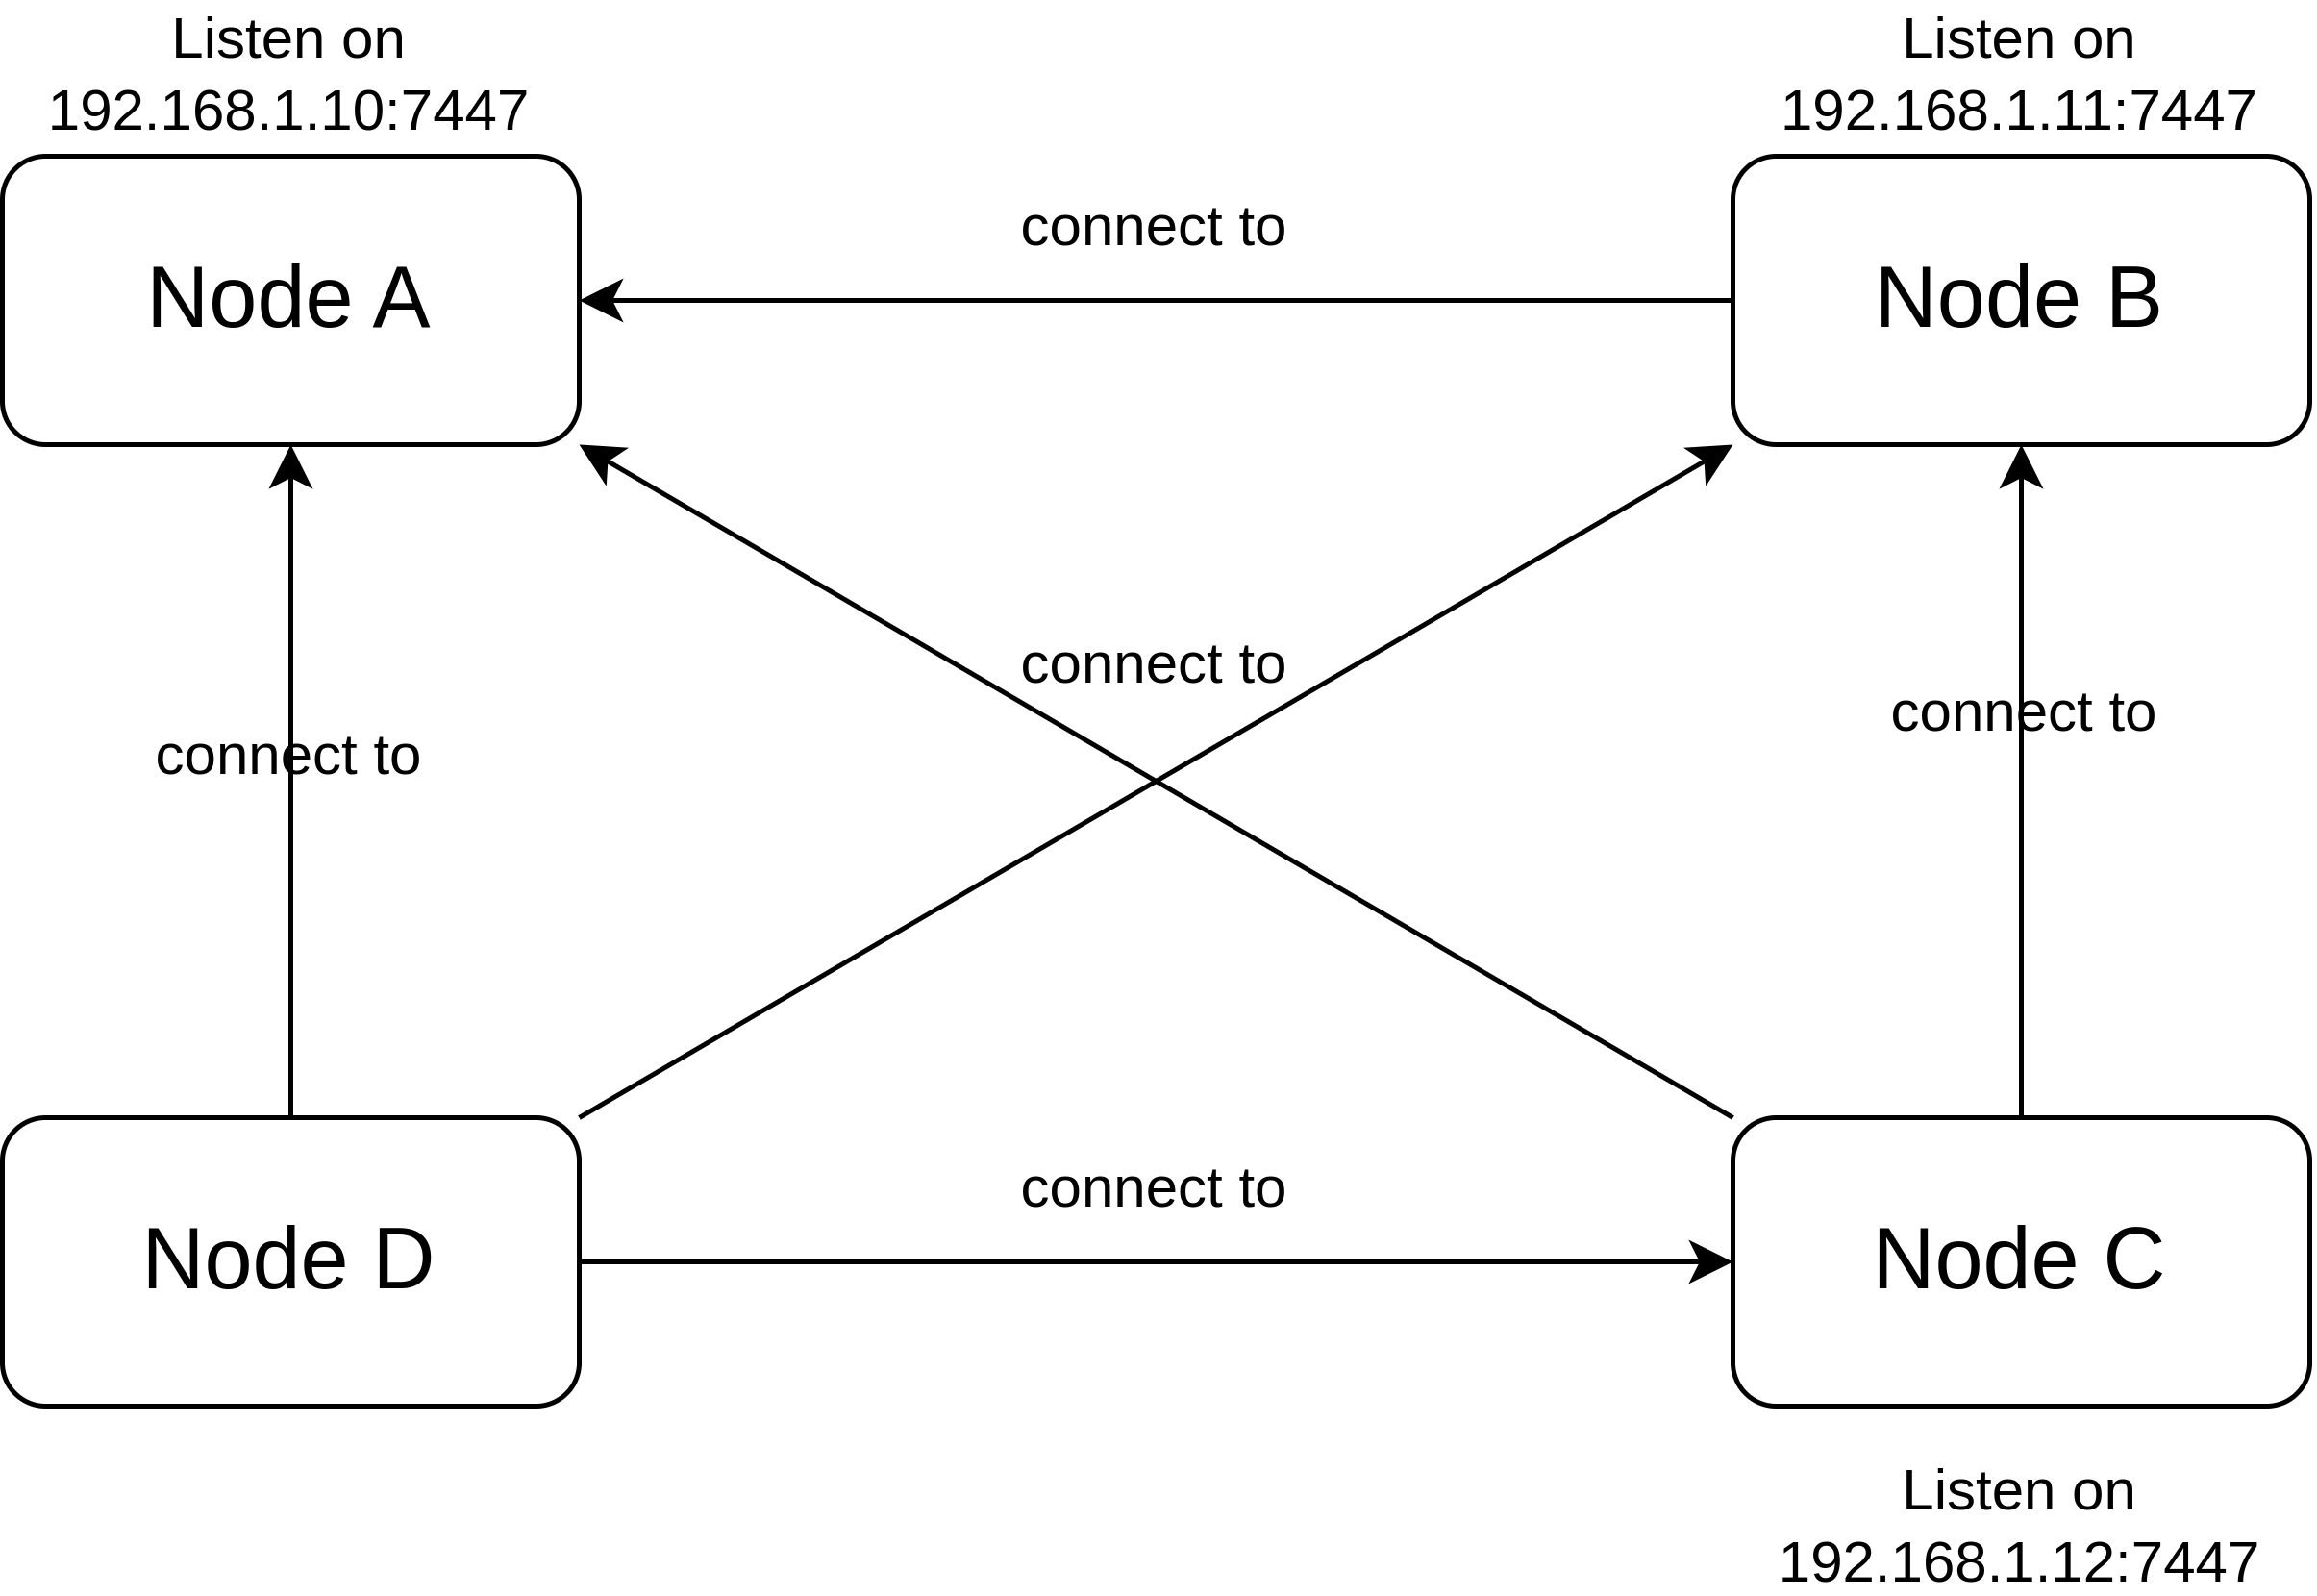 Listen on
192.168.1.10:7447
Listen on
192.168.1.11:7447
connect to
Node A
Node B
connect to
connect to
connect to
connect to
Node D
Node C
Listen on
192.168.1.12:7447